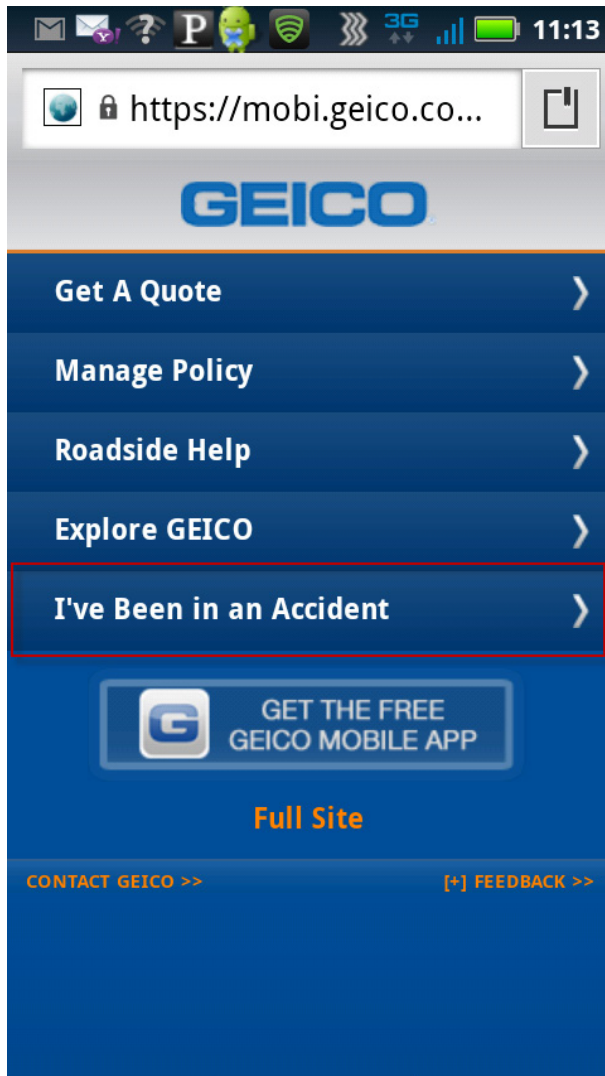 P 3G 11:13
https://mobi.geico.co...
GEICO
Get A Quote
Manage Policy
Roadside Help
Explore GEICO
I've Been in an Accident
G
GET THE FREE
GEICO MOBILE APP
Full Site
CONTACT GEICO >> [+] FEEDBACK >>